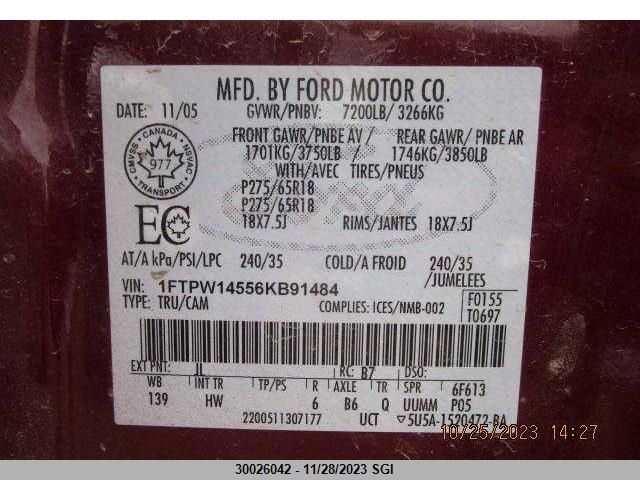 MFD. BY FORD MOTOR CO.
DATE: 11/05 GVWR/PNBV: 7200LB/ 3266KG
FRONT GAWR/PNBE AV / REAR GAWR/ PNBE AR
1701KG/3750LB / 1746KG/3850LB
WITH/AVEC TIRES/PNEUS
P275/65R18
P275/65R18
18X7.5J RIMS/JANTES 18X7.5J
CMVSS · CANADA · NSVAC
977
TRANSPORT
EC
AT/A kPa/PSI/LPC 240/35 COLD/A FROID 240/35
/JUMELEES
VIN: 1FTPW14556KB91484 F0155
TYPE: TRU/CAM COMPLIES: ICES/NMB-002 T0697
EXT PNT: JL RC: B7 DSO:
WB INT TR TP/PS R AXLE TR SPR 6F613
139 HW 6 B6 Q UUMM P05
2200511307177 UCT ▽5U5A-1520472-BA
10/25/2023 14:27
30026042 - 11/28/2023 SGI